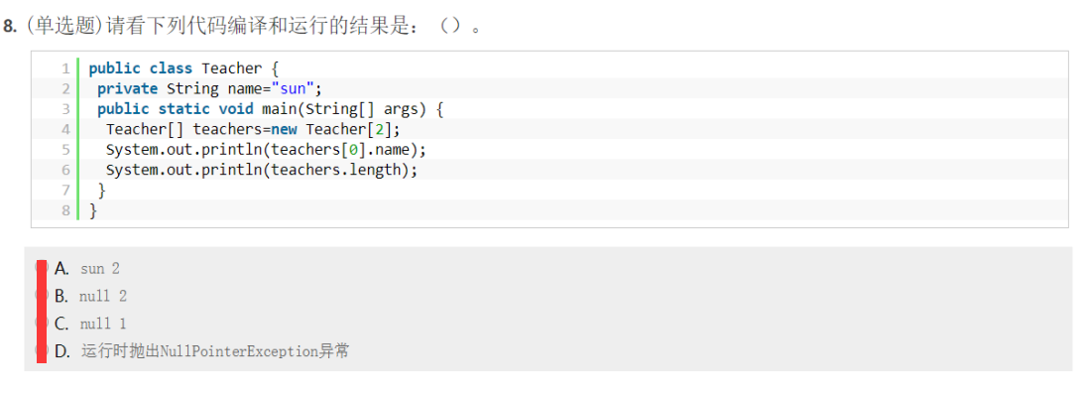 8. (单选题)请看下列代码编译和运行的结果是：（）。
1 public class Teacher {
2 private String name="sun";
3 public static void main(String[] args) {
4 Teacher[] teachers=new Teacher[2];
5 System.out.println(teachers[0].name);
6 System.out.println(teachers.length);
7 }
8 }
A. sun 2
B. null 2
C. null 1
D. 运行时抛出NullPointerException异常